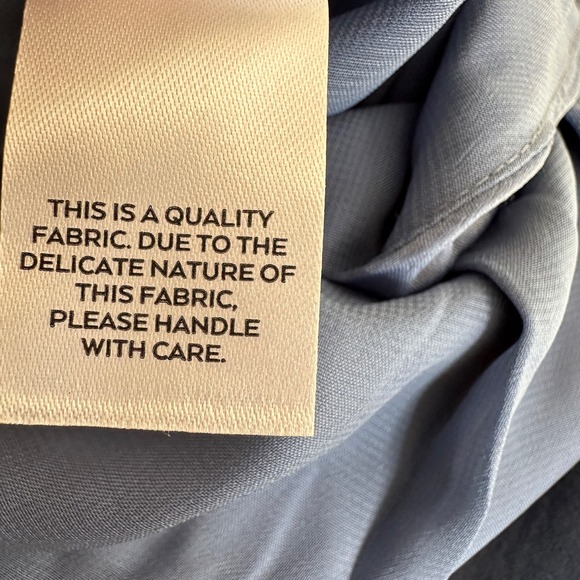 THIS IS A QUALITY
FABRIC. DUE TO THE
DELICATE NATURE OF
THIS FABRIC,
PLEASE HANDLE
WITH CARE.